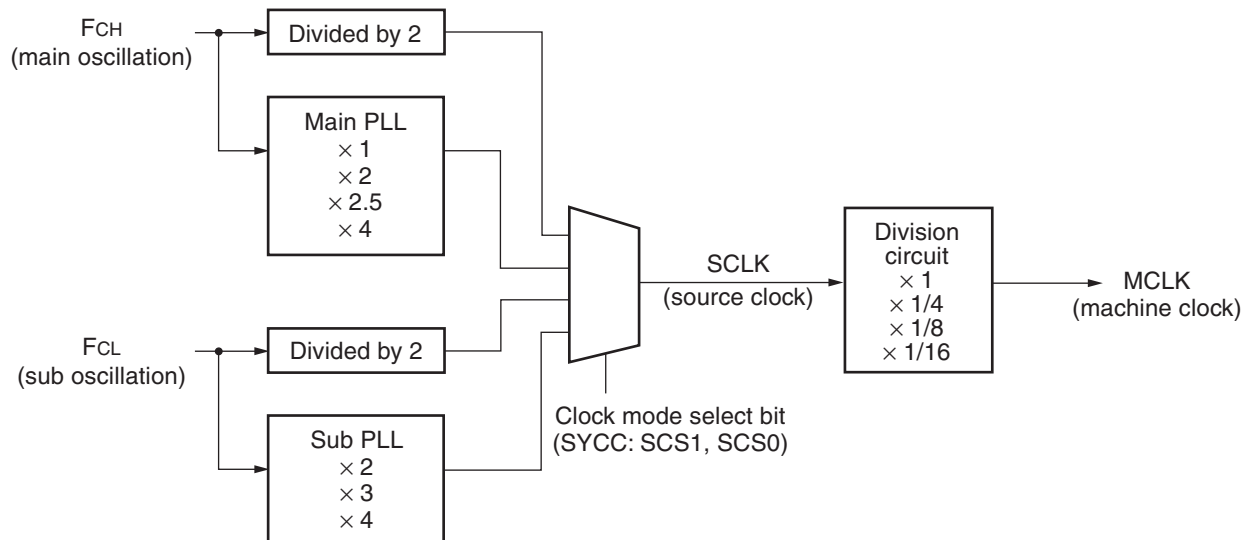 FCH
(main oscillation)
Divided by 2
Main PLL
× 1
× 2
× 2.5
× 4
FCL
(sub oscillation)
Divided by 2
Sub PLL
× 2
× 3
× 4
Clock mode select bit
(SYCC: SCS1, SCS0)
SCLK
(source clock)
Division
circuit
× 1
× 1/4
× 1/8
× 1/16
MCLK
(machine clock)